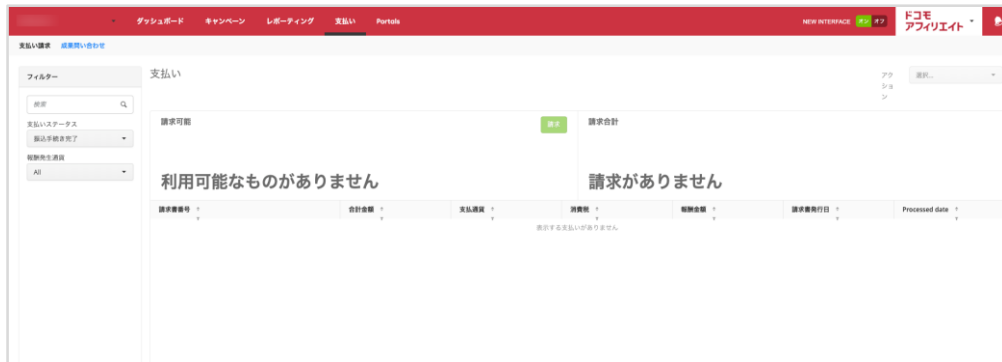 ダッシュボード キャンペーン レポーティング 支払い Portals NEW INTERFACE オン オフ ドコモ
アフィリエイト
支払い請求 成果問い合わせ
フィルター
検索
支払いステータス
振込手続き完了
報酬発生通貨
All
支払い
アクション
選択...
請求可能
請求
利用可能なものがありません
請求合計
請求がありません
請求書番号 合計金額 支払通貨 消費税 報酬金額 請求書発行日 Processed date
表示する支払いがありません